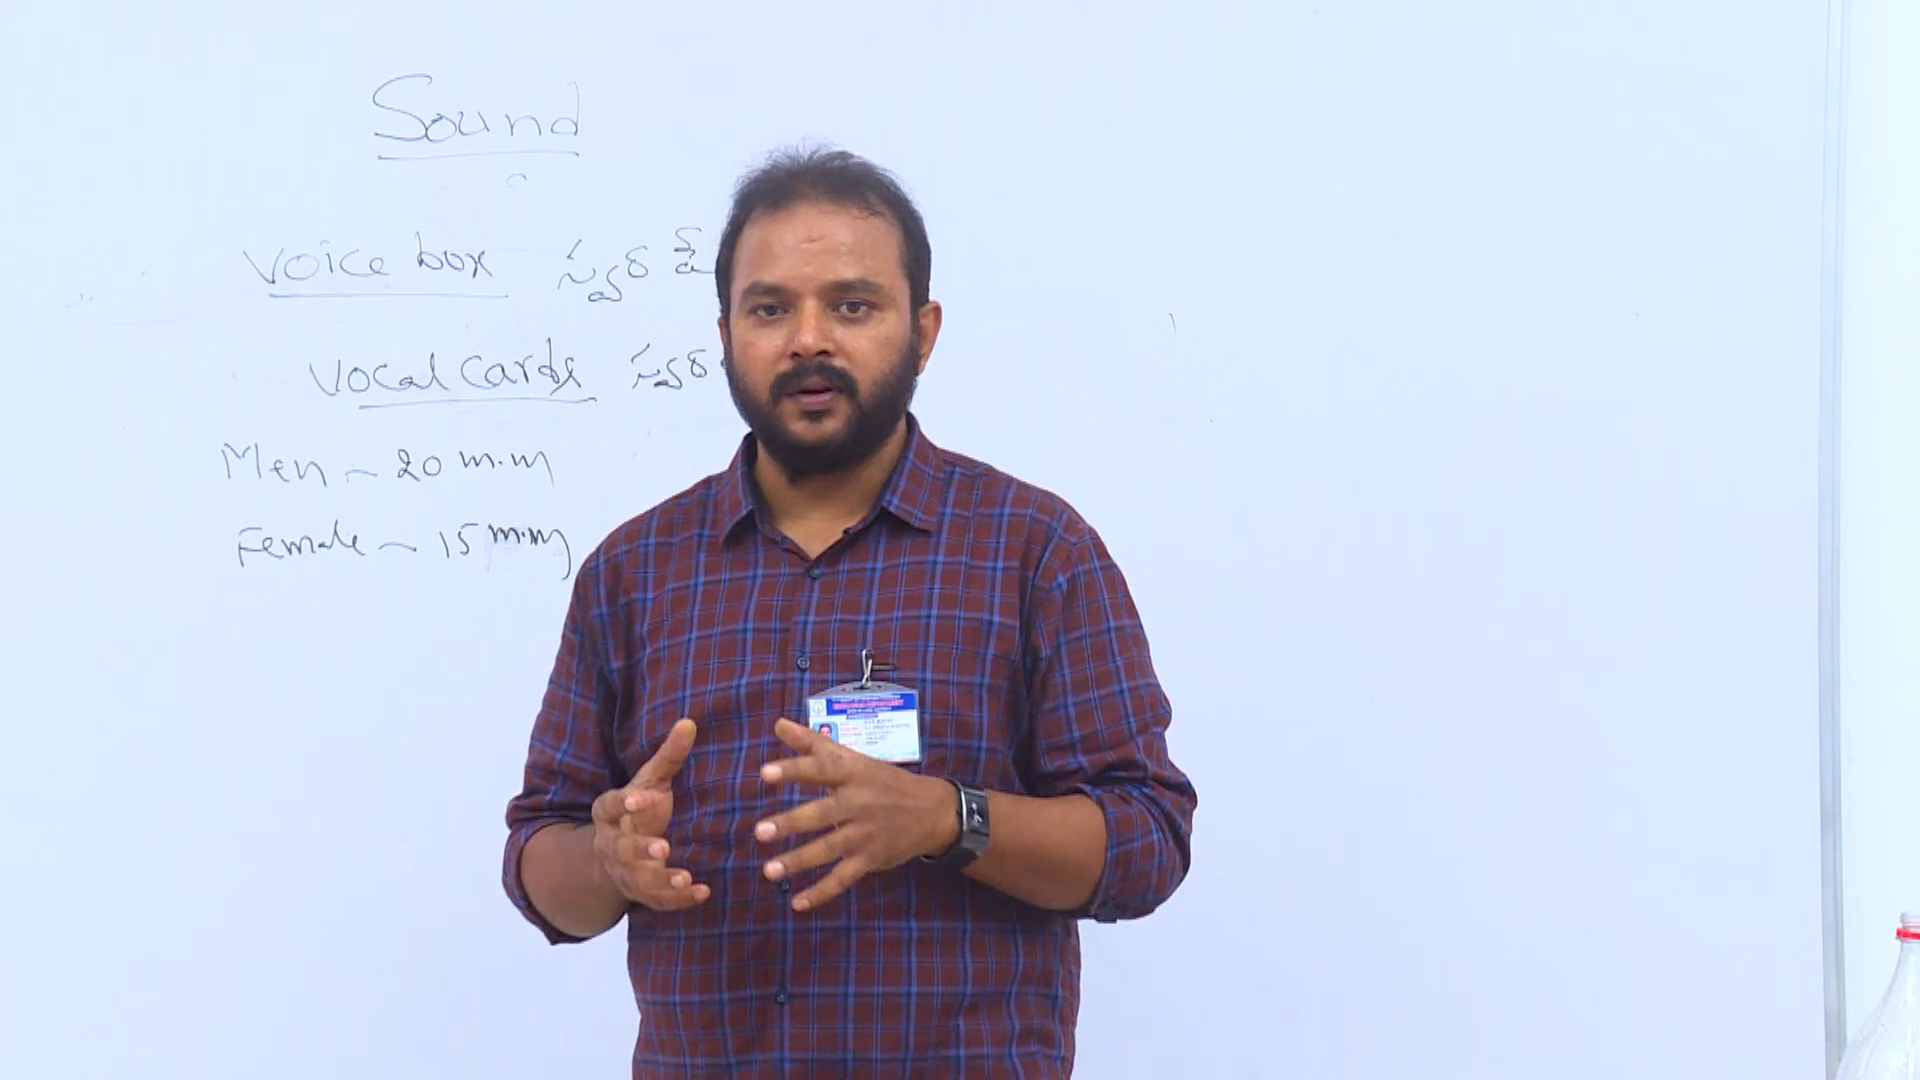 Sound
Voice box స్వర పే
Vocal cards స్వర
Men ~ 20 m.m
Female ~ 15 m.m